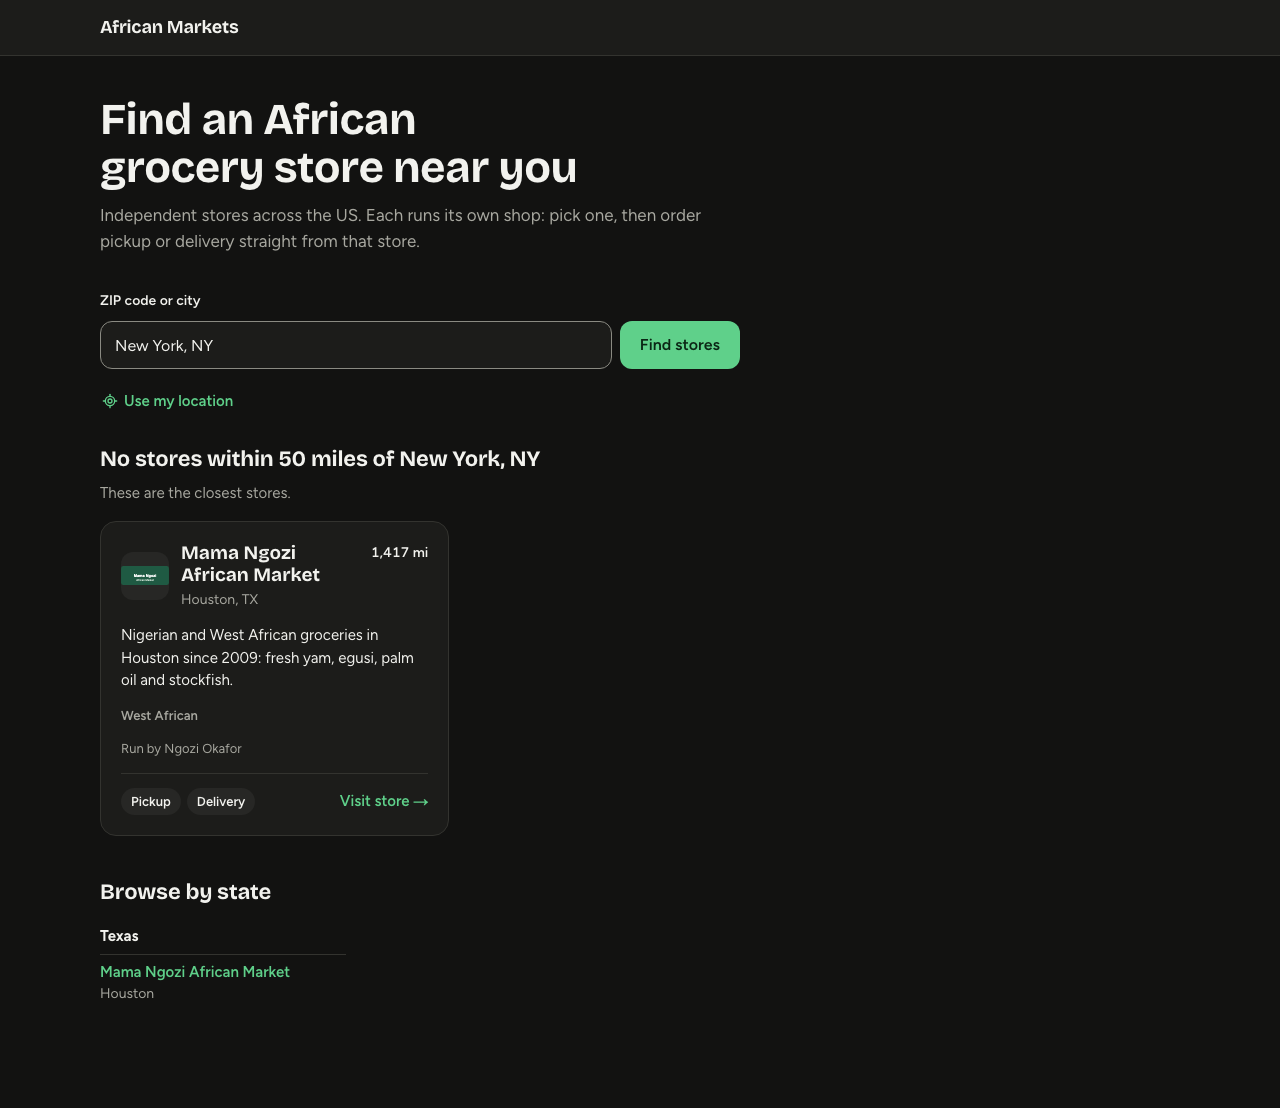 African Markets
Find an African
grocery store near you
Independent stores across the US. Each runs its own shop: pick one, then order
pickup or delivery straight from that store.
ZIP code or city
New York, NY
Find stores
Use my location
No stores within 50 miles of New York, NY
These are the closest stores.
Mama Ngozi
Mama Ngozi
African Market
1,417 mi
Houston, TX
Nigerian and West African groceries in
Houston since 2009: fresh yam, egusi, palm
oil and stockfish.
West African
Run by Ngozi Okafor
Pickup
Delivery
Visit store →
Browse by state
Texas
Mama Ngozi African Market
Houston